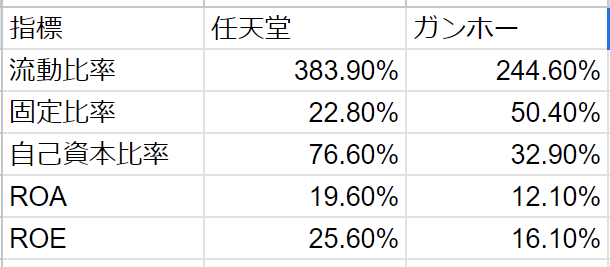 指標 任天堂 ガンホー
流動比率 383.90% 244.60%
固定比率 22.80% 50.40%
自己資本比率 76.60% 32.90%
ROA 19.60% 12.10%
ROE 25.60% 16.10%